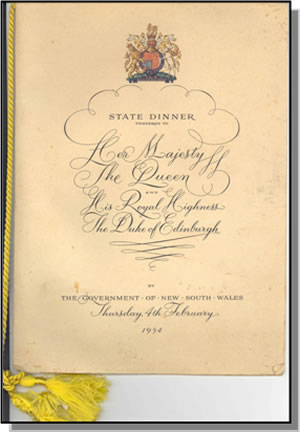 STATE DINNER
TENDERED TO
Her Majesty
The Queen
AND
His Royal Highness
The Duke of Edinburgh
BY
THE · GOVERNMENT · OF · NEW · SOUTH · WALES
Thursday, 4th February
1954